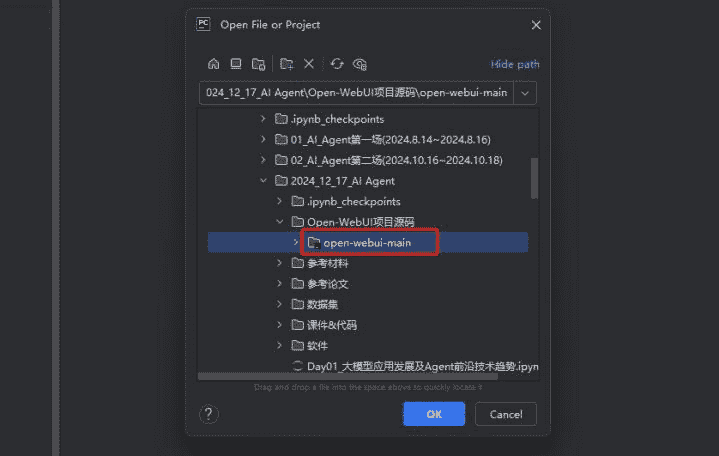 PC Open File or Project
Hide path
024_12_17_AI Agent\Open-WebUI项目源码\open-webui-main
.ipynb_checkpoints
01_AI_Agent第一场(2024.8.14~2024.8.16)
02_AI_Agent第二场(2024.10.16~2024.10.18)
2024_12_17_AI Agent
.ipynb_checkpoints
Open-WebUI项目源码
open-webui-main
参考材料
参考论文
数据集
课件&代码
软件
Day01_大模型应用发展及Agent前沿技术趋势.ipyn
Drag and drop a file into the space above to quickly locate it
? OK Cancel